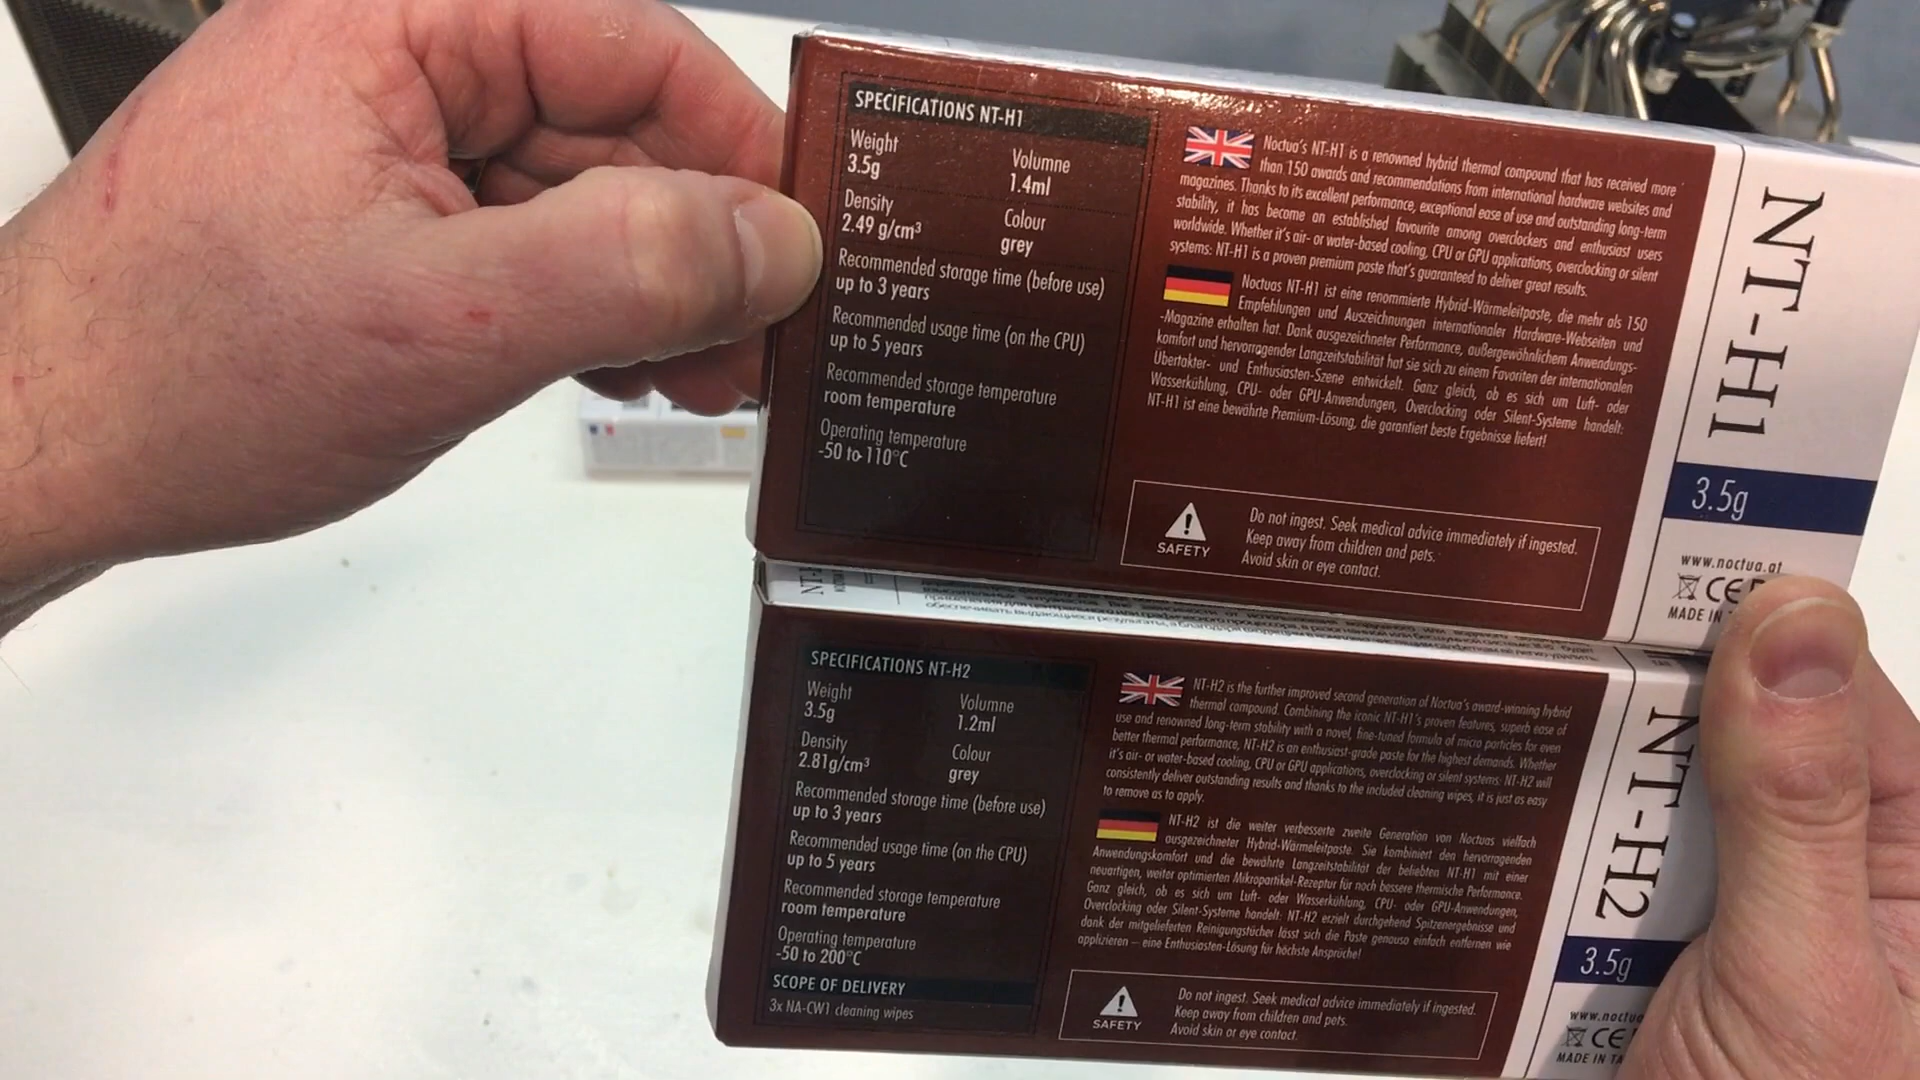 SPECIFICATIONS NT-H1
Weight
3.5g
Volumne
1.4ml
Density
2.49 g/cm³
Colour
grey
Recommended storage time (before use)
up to 3 years
Recommended usage time (on the CPU)
up to 5 years
Recommended storage temperature
room temperature
Operating temperature
-50 to 110°C
Noctua's NT-H1 is a renowned hybrid thermal compound that has received more
than 150 awards and recommendations from international hardware websites and
magazines. Thanks to its excellent performance, exceptional ease of use and outstanding long-term
stability, it has become an established favourite among overclockers and enthusiast users
worldwide. Whether it's air- or water-based cooling, CPU or GPU applications, overclocking or silent
systems: NT-H1 is a proven premium paste that's guaranteed to deliver great results.
Noctuas NT-H1 ist eine renommierte Hybrid-Wärmeleitpaste, die mehr als 150
Empfehlungen und Auszeichnungen internationaler Hardware-Webseiten und
-Magazine erhalten hat. Dank ausgezeichneter Performance, außergewöhnlichem Anwendungs-
komfort und hervorragender Langzeitstabilität hat sie sich zu einem Favoriten der internationalen
Übertakter- und Enthusiasten-Szene entwickelt. Ganz gleich, ob es sich um Luft- oder
Wasserkühlung, CPU- oder GPU-Anwendungen, Overclocking oder Silent-Systeme handelt:
NT-H1 ist eine bewährte Premium-Lösung, die garantiert beste Ergebnisse liefert!
SAFETY
Do not ingest. Seek medical advice immediately if ingested.
Keep away from children and pets.
Avoid skin or eye contact.
NT-H1
3.5g
www.noctua.at
CE
MADE IN
SPECIFICATIONS NT-H2
Weight
3.5g
Volumne
1.2ml
Density
2.81g/cm³
Colour
grey
Recommended storage time (before use)
up to 3 years
Recommended usage time (on the CPU)
up to 5 years
Recommended storage temperature
room temperature
Operating temperature
-50 to 200°C
SCOPE OF DELIVERY
3x NA-CW1 cleaning wipes
NT-H2 is the further improved second generation of Noctua's award-winning hybrid
thermal compound. Combining the iconic NT-H1's proven features, superb ease of
use and renowned long-term stability with a novel, fine-tuned formula of micro particles for even
better thermal performance, NT-H2 is an enthusiast-grade paste for the highest demands. Whether
it's air- or water-based cooling, CPU or GPU applications, overclocking or silent systems: NT-H2 will
consistently deliver outstanding results and thanks to the included cleaning wipes, it is just as easy
to remove as to apply.
NT-H2 ist die weiter verbesserte zweite Generation von Noctuas vielfach
ausgezeichneter Hybrid-Wärmeleitpaste. Sie kombiniert den hervorragenden
Anwendungskomfort und die bewährte Langzeitstabilität der beliebten NT-H1 mit einer
neuartigen, weiter optimierten Mikropartikel-Rezeptur für noch bessere thermische Performance.
Ganz gleich, ob es sich um Luft- oder Wasserkühlung, CPU- oder GPU-Anwendungen,
Overclocking oder Silent-Systeme handelt: NT-H2 erzielt durchgehend Spitzenergebnisse und
dank der mitgelieferten Reinigungstücher lässt sich die Paste genauso einfach entfernen wie
applizieren – eine Enthusiasten-Lösung für höchste Ansprüche!
SAFETY
Do not ingest. Seek medical advice immediately if ingested.
Keep away from children and pets.
Avoid skin or eye contact.
NT-H2
3.5g
www.noctua
CE
MADE IN TA